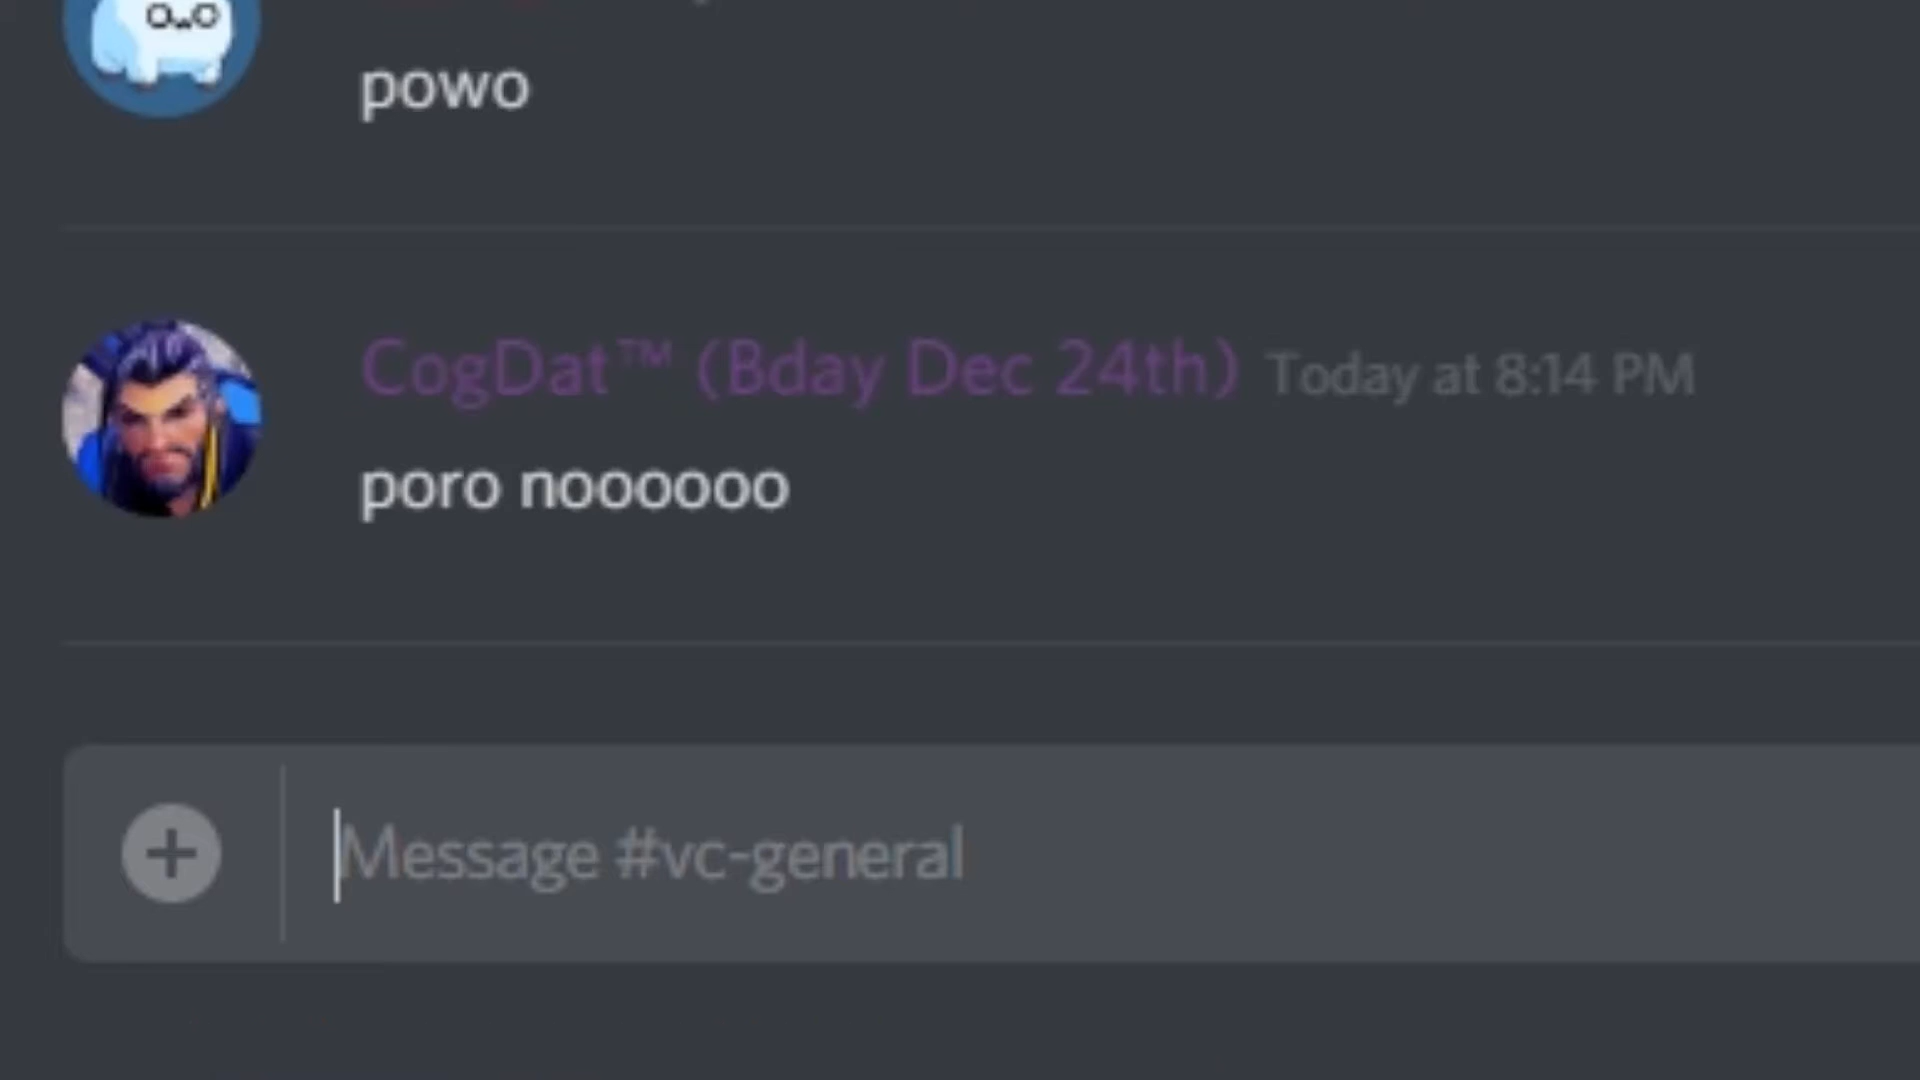 powo
CogDat™ (Bday Dec 24th) Today at 8:14 PM
poro noooooo
Message #vc-general